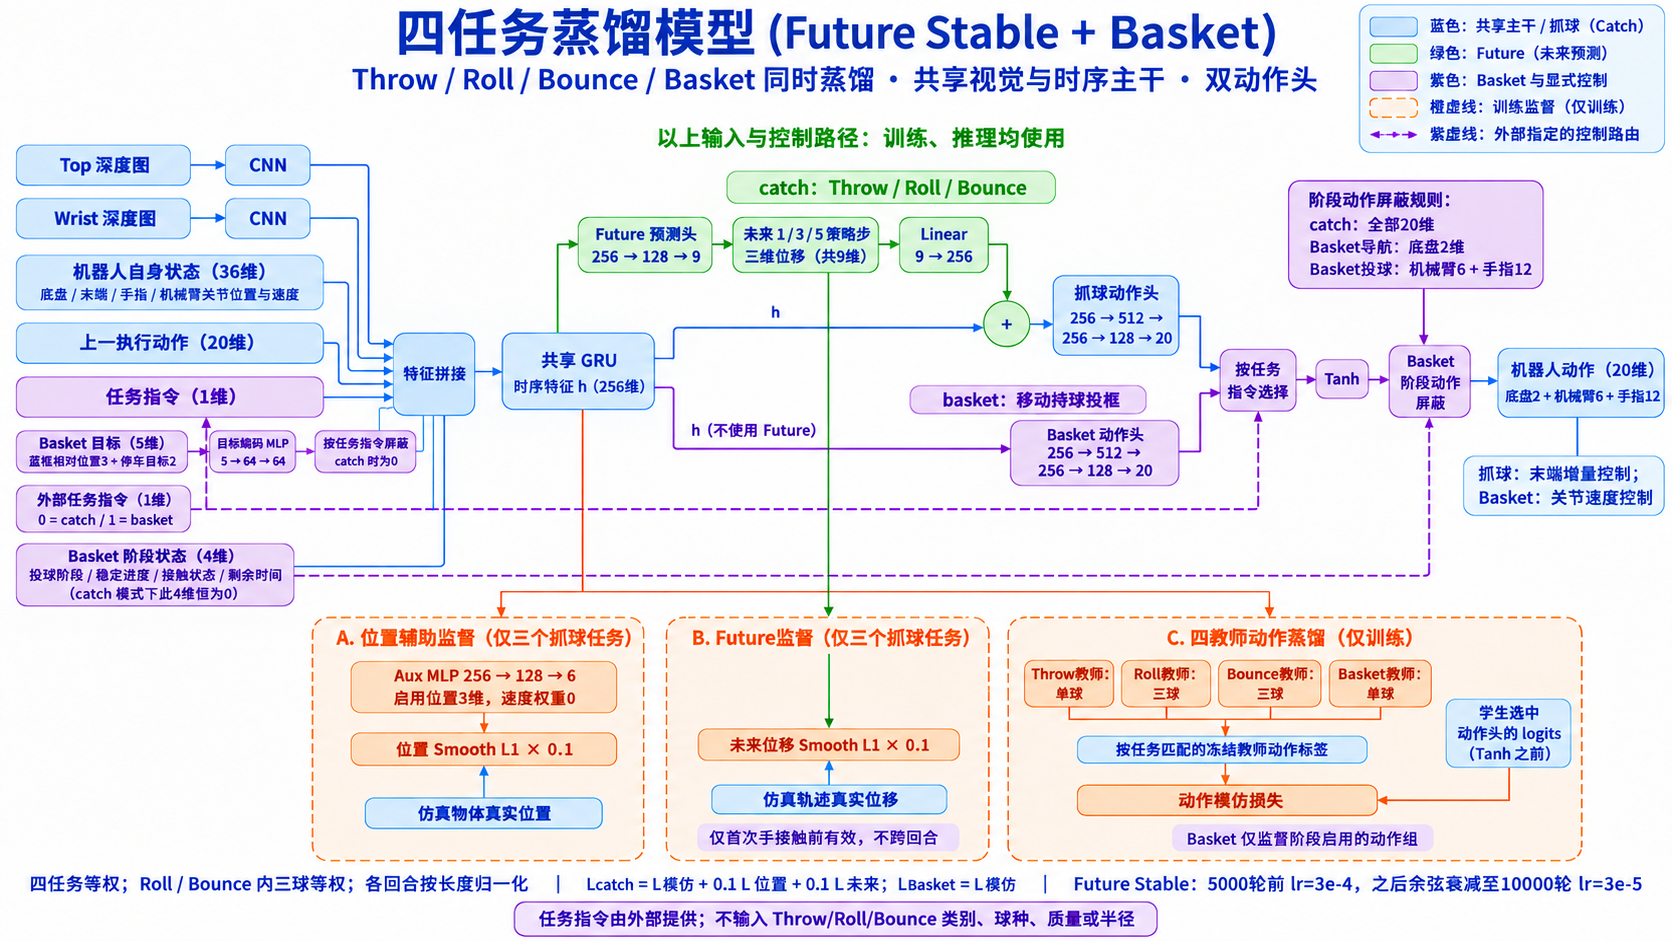 四任务蒸馏模型 (Future Stable + Basket)
Throw / Roll / Bounce / Basket 同时蒸馏 · 共享视觉与时序主干 · 双动作头
蓝色：共享主干 / 抓球（Catch）
绿色：Future（未来预测）
紫色：Basket 与显式控制
橙虚线：训练监督（仅训练）
紫虚线：外部指定的控制路由
以上输入与控制路径：训练、推理均使用
Top 深度图
CNN
Wrist 深度图
CNN
机器人自身状态（36维）
底盘 / 末端 / 手指 / 机械臂关节位置与速度
上一执行动作（20维）
任务指令（1维）
Basket 目标（5维）
蓝框相对位置3 + 停车目标2
目标编码 MLP
5 → 64 → 64
按任务指令屏蔽
catch 时为0
外部任务指令（1维）
0 = catch / 1 = basket
Basket 阶段状态（4维）
投球阶段 / 稳定进度 / 接触状态 / 剩余时间
（catch 模式下此4维恒为0）
特征拼接
共享 GRU
时序特征 h（256维）
catch：Throw / Roll / Bounce
Future 预测头
256 → 128 → 9
未来 1 / 3 / 5 策略步
三维位移（共9维）
Linear
9 → 256
h
+
抓球动作头
256 → 512 →
256 → 128 → 20
basket：移动持球投框
h（不使用 Future）
Basket 动作头
256 → 512 →
256 → 128 → 20
按任务
指令选择
Tanh
阶段动作屏蔽规则：
catch：全部20维
Basket导航：底盘2维
Basket投球：机械臂6 + 手指12
Basket
阶段动作
屏蔽
机器人动作（20维）
底盘2 + 机械臂6 + 手指12
抓球：末端增量控制；
Basket：关节速度控制
A. 位置辅助监督（仅三个抓球任务）
Aux MLP 256 → 128 → 6
启用位置3维，速度权重0
位置 Smooth L1 × 0.1
仿真物体真实位置
B. Future监督（仅三个抓球任务）
未来位移 Smooth L1 × 0.1
仿真轨迹真实位移
仅首次手接触前有效，不跨回合
C. 四教师动作蒸馏（仅训练）
Throw教师：
单球
Roll教师：
三球
Bounce教师：
三球
Basket教师：
单球
按任务匹配的冻结教师动作标签
动作模仿损失
学生选中
动作头的 logits
（Tanh 之前）
Basket 仅监督阶段启用的动作组
四任务等权；Roll / Bounce 内三球等权；各回合按长度归一化 | Lcatch = L模仿 + 0.1 L 位置 + 0.1 L 未来；LBasket = L模仿 | Future Stable：5000轮前 lr=3e-4，之后余弦衰减至10000轮 lr=3e-5
任务指令由外部提供；不输入 Throw/Roll/Bounce 类别、球种、质量或半径